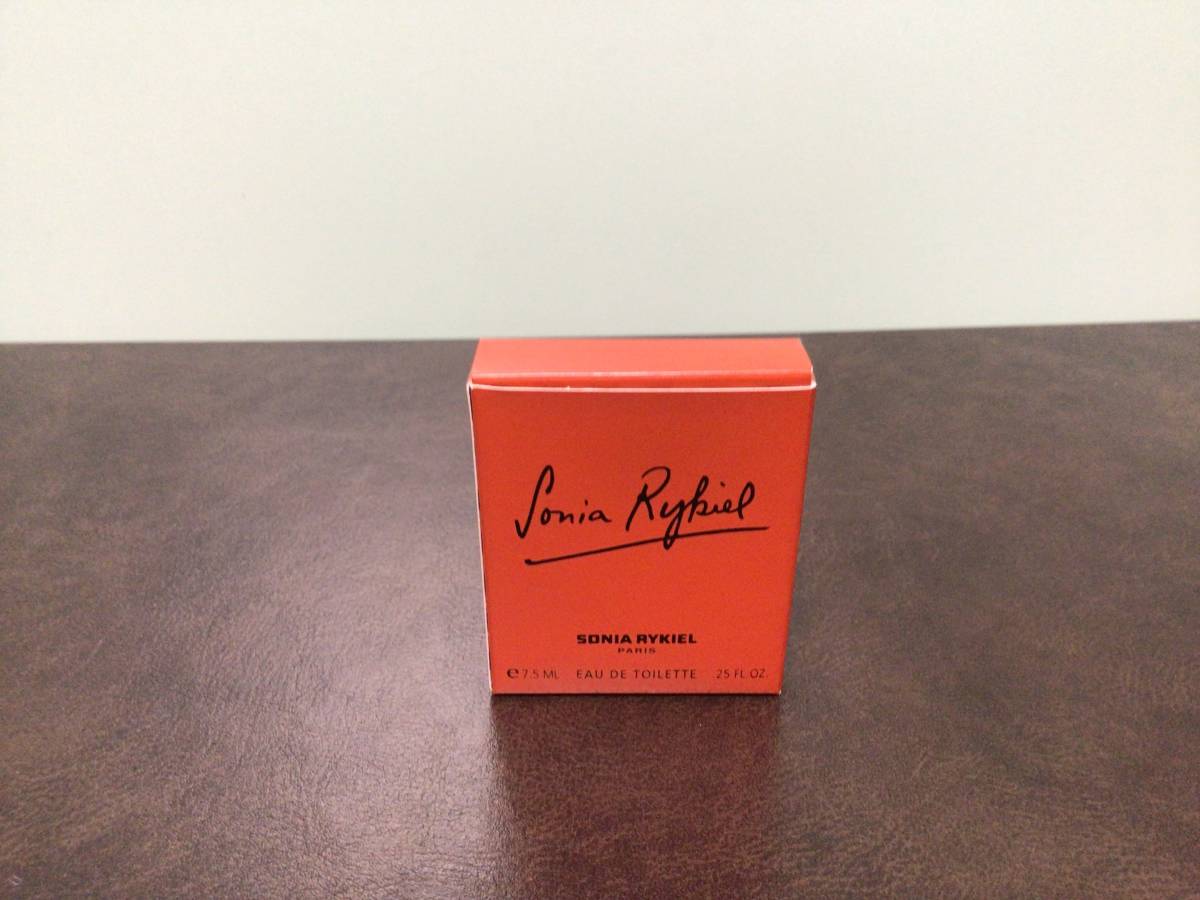 Sonia Rykiel
SONIA RYKIEL
PARIS
℮ 7.5 ML EAU DE TOILETTE .25 FL OZ.